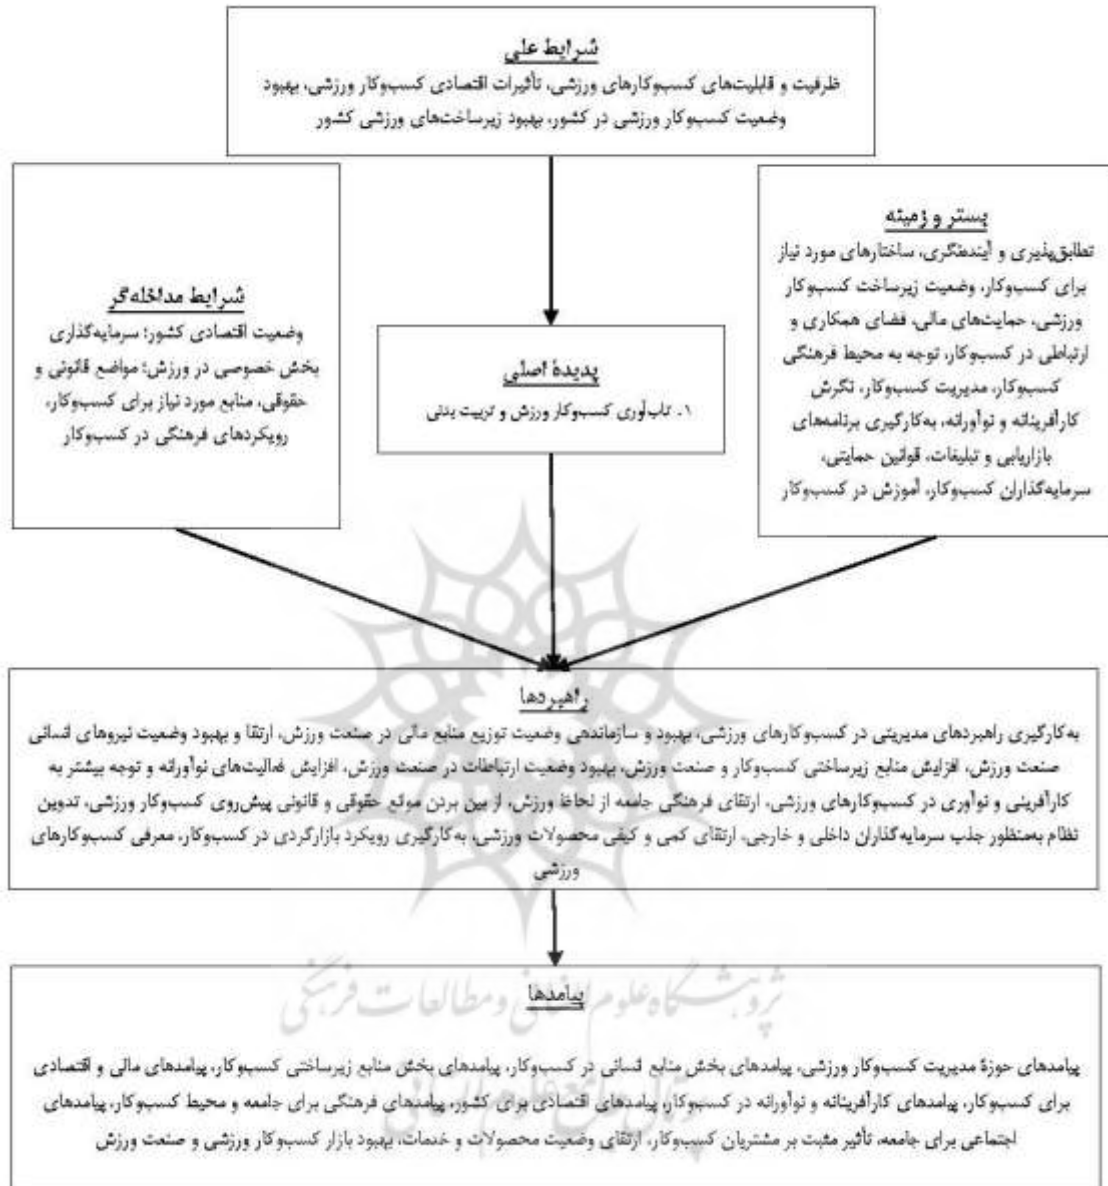 شرایط علی
ظرفیت و قابلیت‌های کسب‌وکارهای ورزشی، تأثیرات اقتصادی کسب‌وکار ورزشی، بهبود
وضعیت کسب‌وکار ورزشی در کشور، بهبود زیرساخت‌های ورزشی کشور
بستر و زمینه
تطابق‌پذیری و آینده‌نگری، ساختارهای مورد نیاز
برای کسب‌وکار، وضعیت زیرساخت کسب‌وکار
ورزشی، حمایت‌های مالی، فضای همکاری و
ارتباطی در کسب‌وکار، توجه به محیط فرهنگی
کسب‌وکار، مدیریت کسب‌وکار، نگرش
کارآفرینانه و نوآورانه، به‌کارگیری برنامه‌های
بازاریابی و تبلیغات، قوانین حمایتی،
سرمایه‌گذاران کسب‌وکار، آموزش در کسب‌وکار
پدیدهٔ اصلی
۱. تاب‌آوری کسب‌وکار ورزش و تربیت بدنی
شرایط مداخله‌گر
وضعیت اقتصادی کشور؛ سرمایه‌گذاری
بخش خصوصی در ورزش؛ مواضع قانونی و
حقوقی، منابع مورد نیاز برای کسب‌وکار،
رویکردهای فرهنگی در کسب‌وکار
راهبردها
به‌کارگیری راهبردهای مدیریتی در کسب‌وکارهای ورزشی، بهبود و سازماندهی وضعیت توزیع منابع مالی در صنعت ورزش، ارتقا و بهبود وضعیت نیروهای انسانی
صنعت ورزش، افزایش منابع زیرساختی کسب‌وکار و صنعت ورزش، بهبود وضعیت ارتباطات در صنعت ورزش، افزایش فعالیت‌های نوآورانه و توجه بیشتر به
کارآفرینی و نوآوری در کسب‌وکارهای ورزشی، ارتقای فرهنگی جامعه از لحاظ ورزش، از بین بردن موانع حقوقی و قانونی پیش‌روی کسب‌وکار ورزشی، تدوین
نظام به‌منظور جذب سرمایه‌گذاران داخلی و خارجی، ارتقای کمی و کیفی محصولات ورزشی، به‌کارگیری رویکرد بازارگردی در کسب‌وکار، معرفی کسب‌وکارهای
ورزشی
پیامدها
پژوهشگاه علوم انسانی و مطالعات فرهنگی
پیامدهای حوزهٔ مدیریت کسب‌وکار ورزشی، پیامدهای بخش منابع انسانی در کسب‌وکار، پیامدهای بخش منابع زیرساختی کسب‌وکار، پیامدهای مالی و اقتصادی
برای کسب‌وکار، پیامدهای کارآفرینانه و نوآورانه در کسب‌وکار، پیامدهای اقتصادی برای کشور، پیامدهای فرهنگی برای جامعه و محیط کسب‌وکار، پیامدهای
پرتال جامع علوم انسانی
اجتماعی برای جامعه، تأثیر مثبت بر مشتریان کسب‌وکار، ارتقای وضعیت محصولات و خدمات، بهبود بازار کسب‌وکار ورزشی و صنعت ورزش